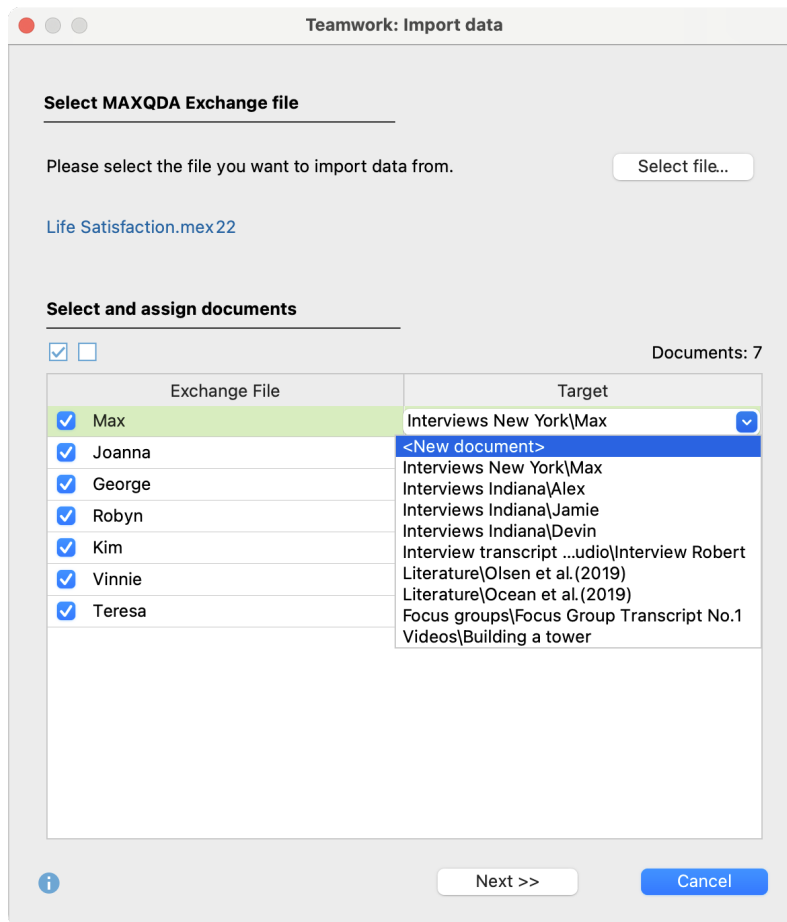 Teamwork: Import data
Select MAXQDA Exchange file
Please select the file you want to import data from.
Select file...
Life Satisfaction.mex22
Select and assign documents
Documents: 7
Exchange File
Target
Max
Interviews New York\Max
<New document>
Joanna
Interviews New York\Max
George
Interviews Indiana\Alex
Robyn
Interviews Indiana\Jamie
Kim
Interviews Indiana\Devin
Vinnie
Interview transcript ...udio\Interview Robert
Teresa
Literature\Olsen et al.(2019)
Literature\Ocean et al.(2019)
Focus groups\Focus Group Transcript No.1
Videos\Building a tower
Next >>
Cancel